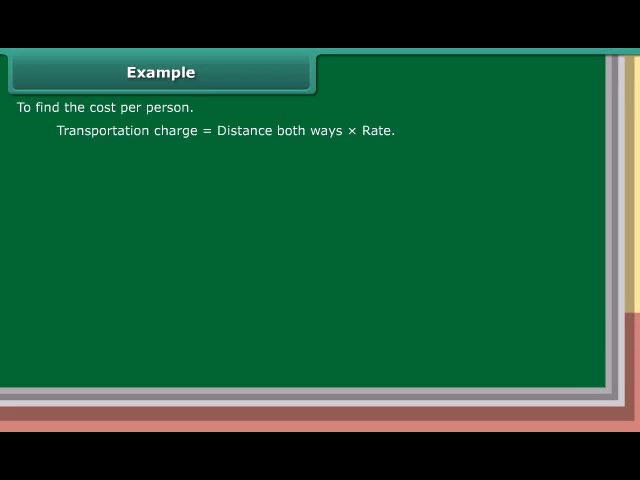 Example
To find the cost per person.
Transportation charge = Distance both ways × Rate.